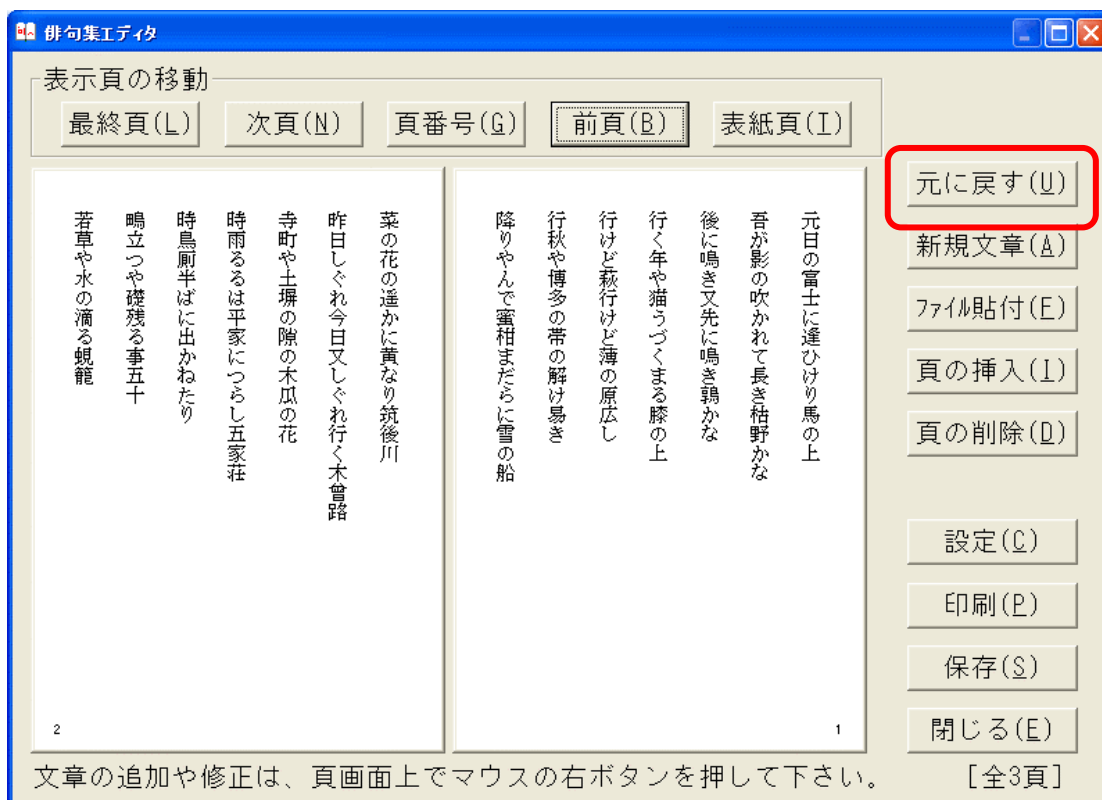 俳句集エディタ
表示頁の移動
最終頁(L) 次頁(N) 頁番号(G) 前頁(B) 表紙頁(I)
元に戻す(U)
新規文章(A)
ファイル貼付(F)
頁の挿入(I)
頁の削除(D)
設定(C)
印刷(P)
保存(S)
閉じる(E)
元日の富士に逢ひけり馬の上
吾が影の吹かれて長き枯野かな
後に鳴き又先に鳴き鶉かな
行く年や猫うづくまる膝の上
行けど萩行けど薄の原広し
行秋や博多の帯の解け易き
降りやんで蜜柑まだらに雪の船
1
菜の花の遥かに黄なり筑後川
昨日しぐれ今日又しぐれ行く木曾路
寺町や土塀の隙の木瓜の花
時雨るるは平家につらし五家荘
時鳥厠半ばに出かねたり
鴫立つや礎残る事五十
若草や水の滴る蜆籠
2
文章の追加や修正は、頁画面上でマウスの右ボタンを押して下さい。 [全3頁]